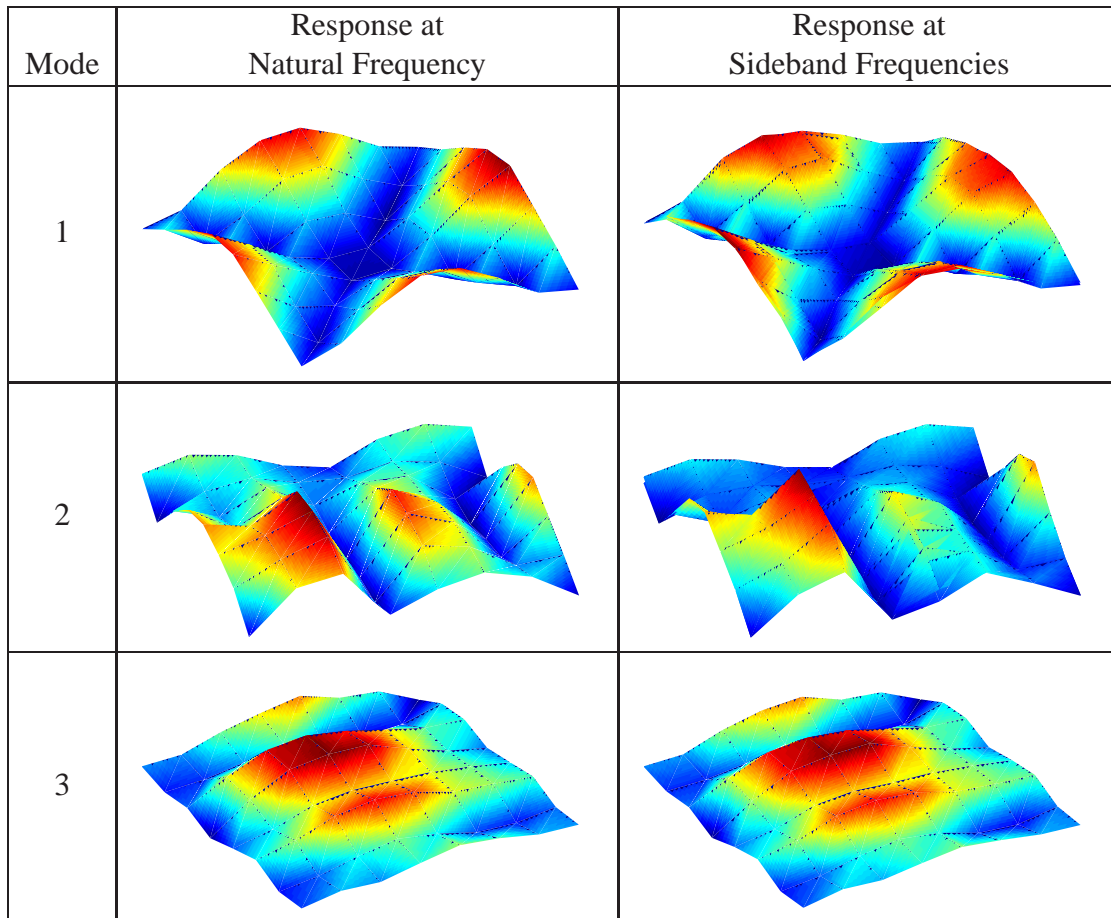 Mode
Response at
Natural Frequency
Response at
Sideband Frequencies
1
2
3